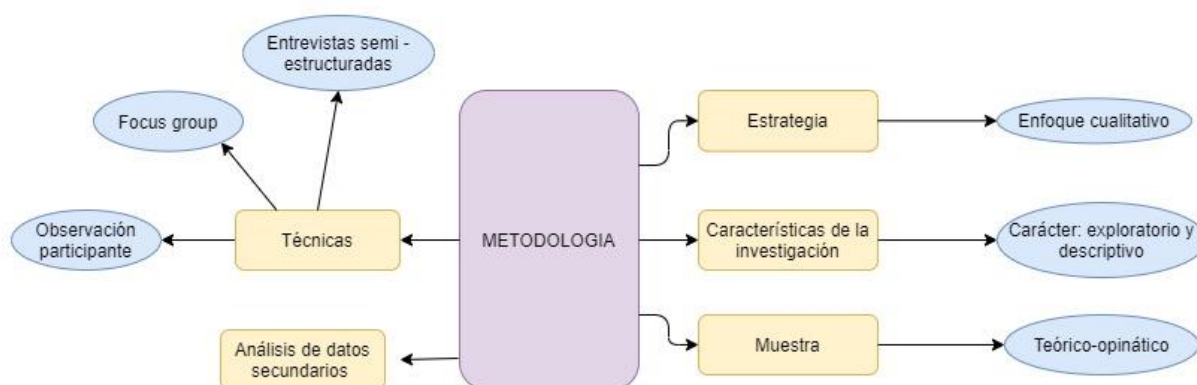 Entrevistas semi -
estructuradas
Focus group
Observación
participante
Técnicas
Análisis de datos
secundarios
METODOLOGIA
Estrategia
Enfoque cualitativo
Características de la
investigación
Carácter: exploratorio y
descriptivo
Muestra
Teórico-opinático